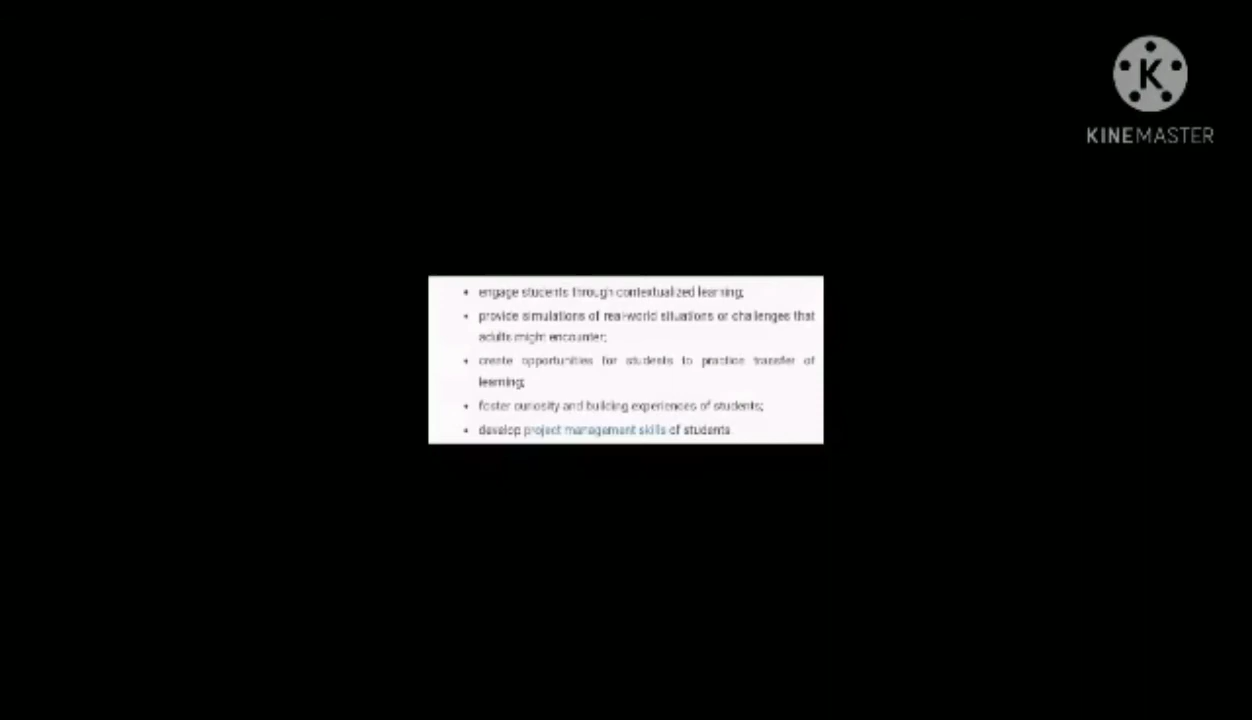 K
KINEMASTER
• engage students through contextualized learning;
• provide simulations of real-world situations or challenges that
adults might encounter;
• create opportunities for students to practice transfer of
learning;
• foster curiosity and building experiences of students;
• develop project management skills of students